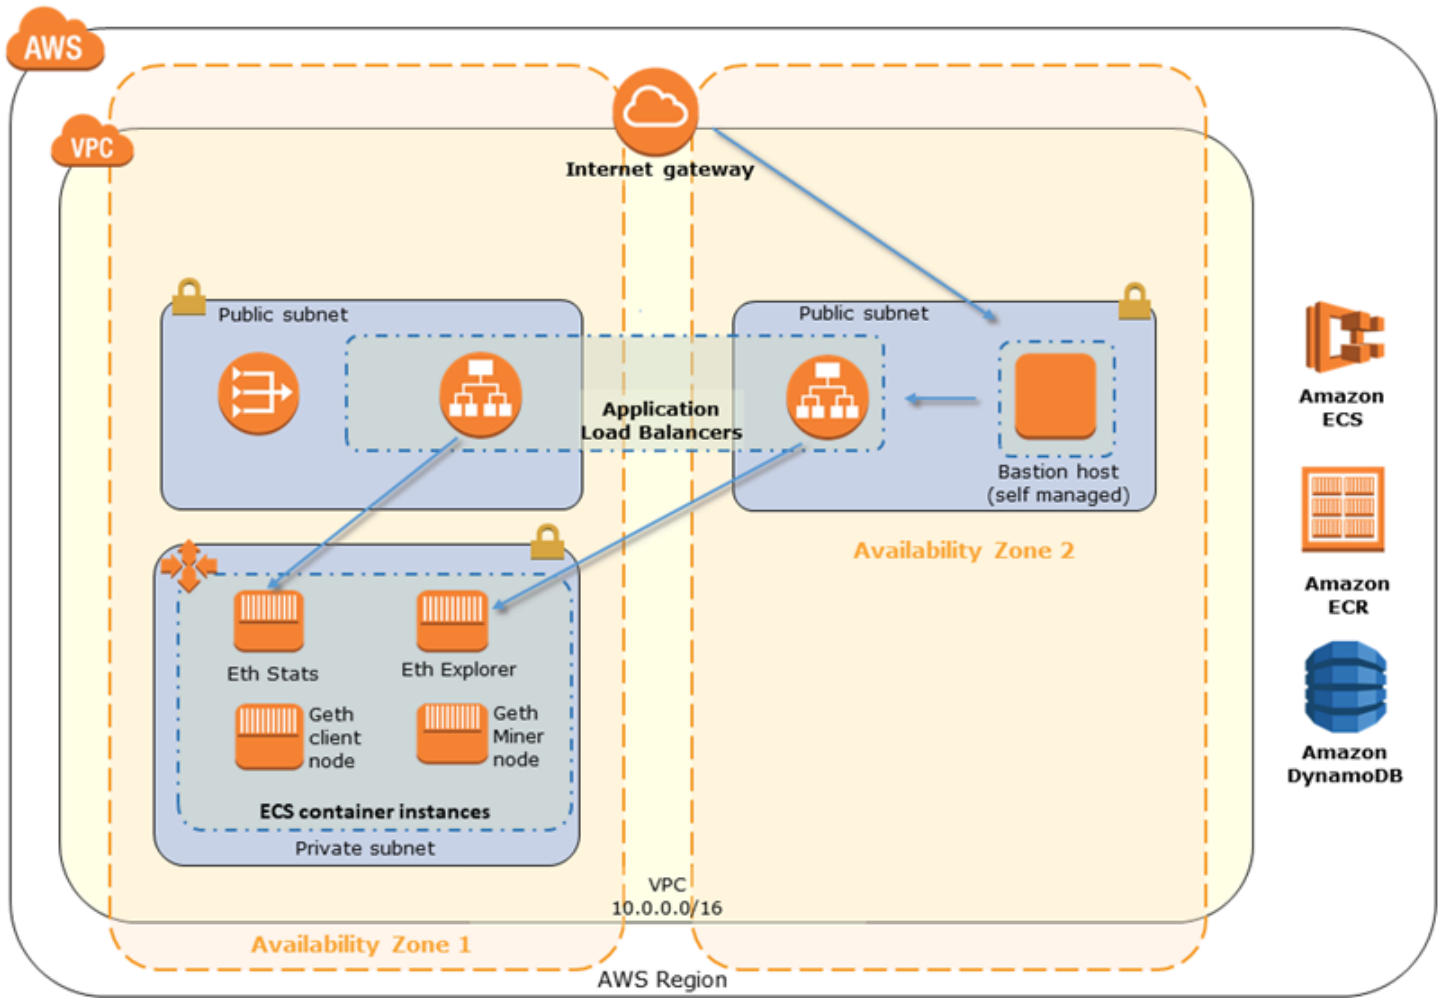 AWS
VPC
Internet gateway
Public subnet
Public subnet
Application
Load Balancers
Bastion host
(self managed)
Availability Zone 2
Eth Stats
Eth Explorer
Geth
client
node
Geth
Miner
node
ECS container instances
Private subnet
VPC
10.0.0.0/16
Availability Zone 1
AWS Region
Amazon
ECS
Amazon
ECR
Amazon
DynamoDB